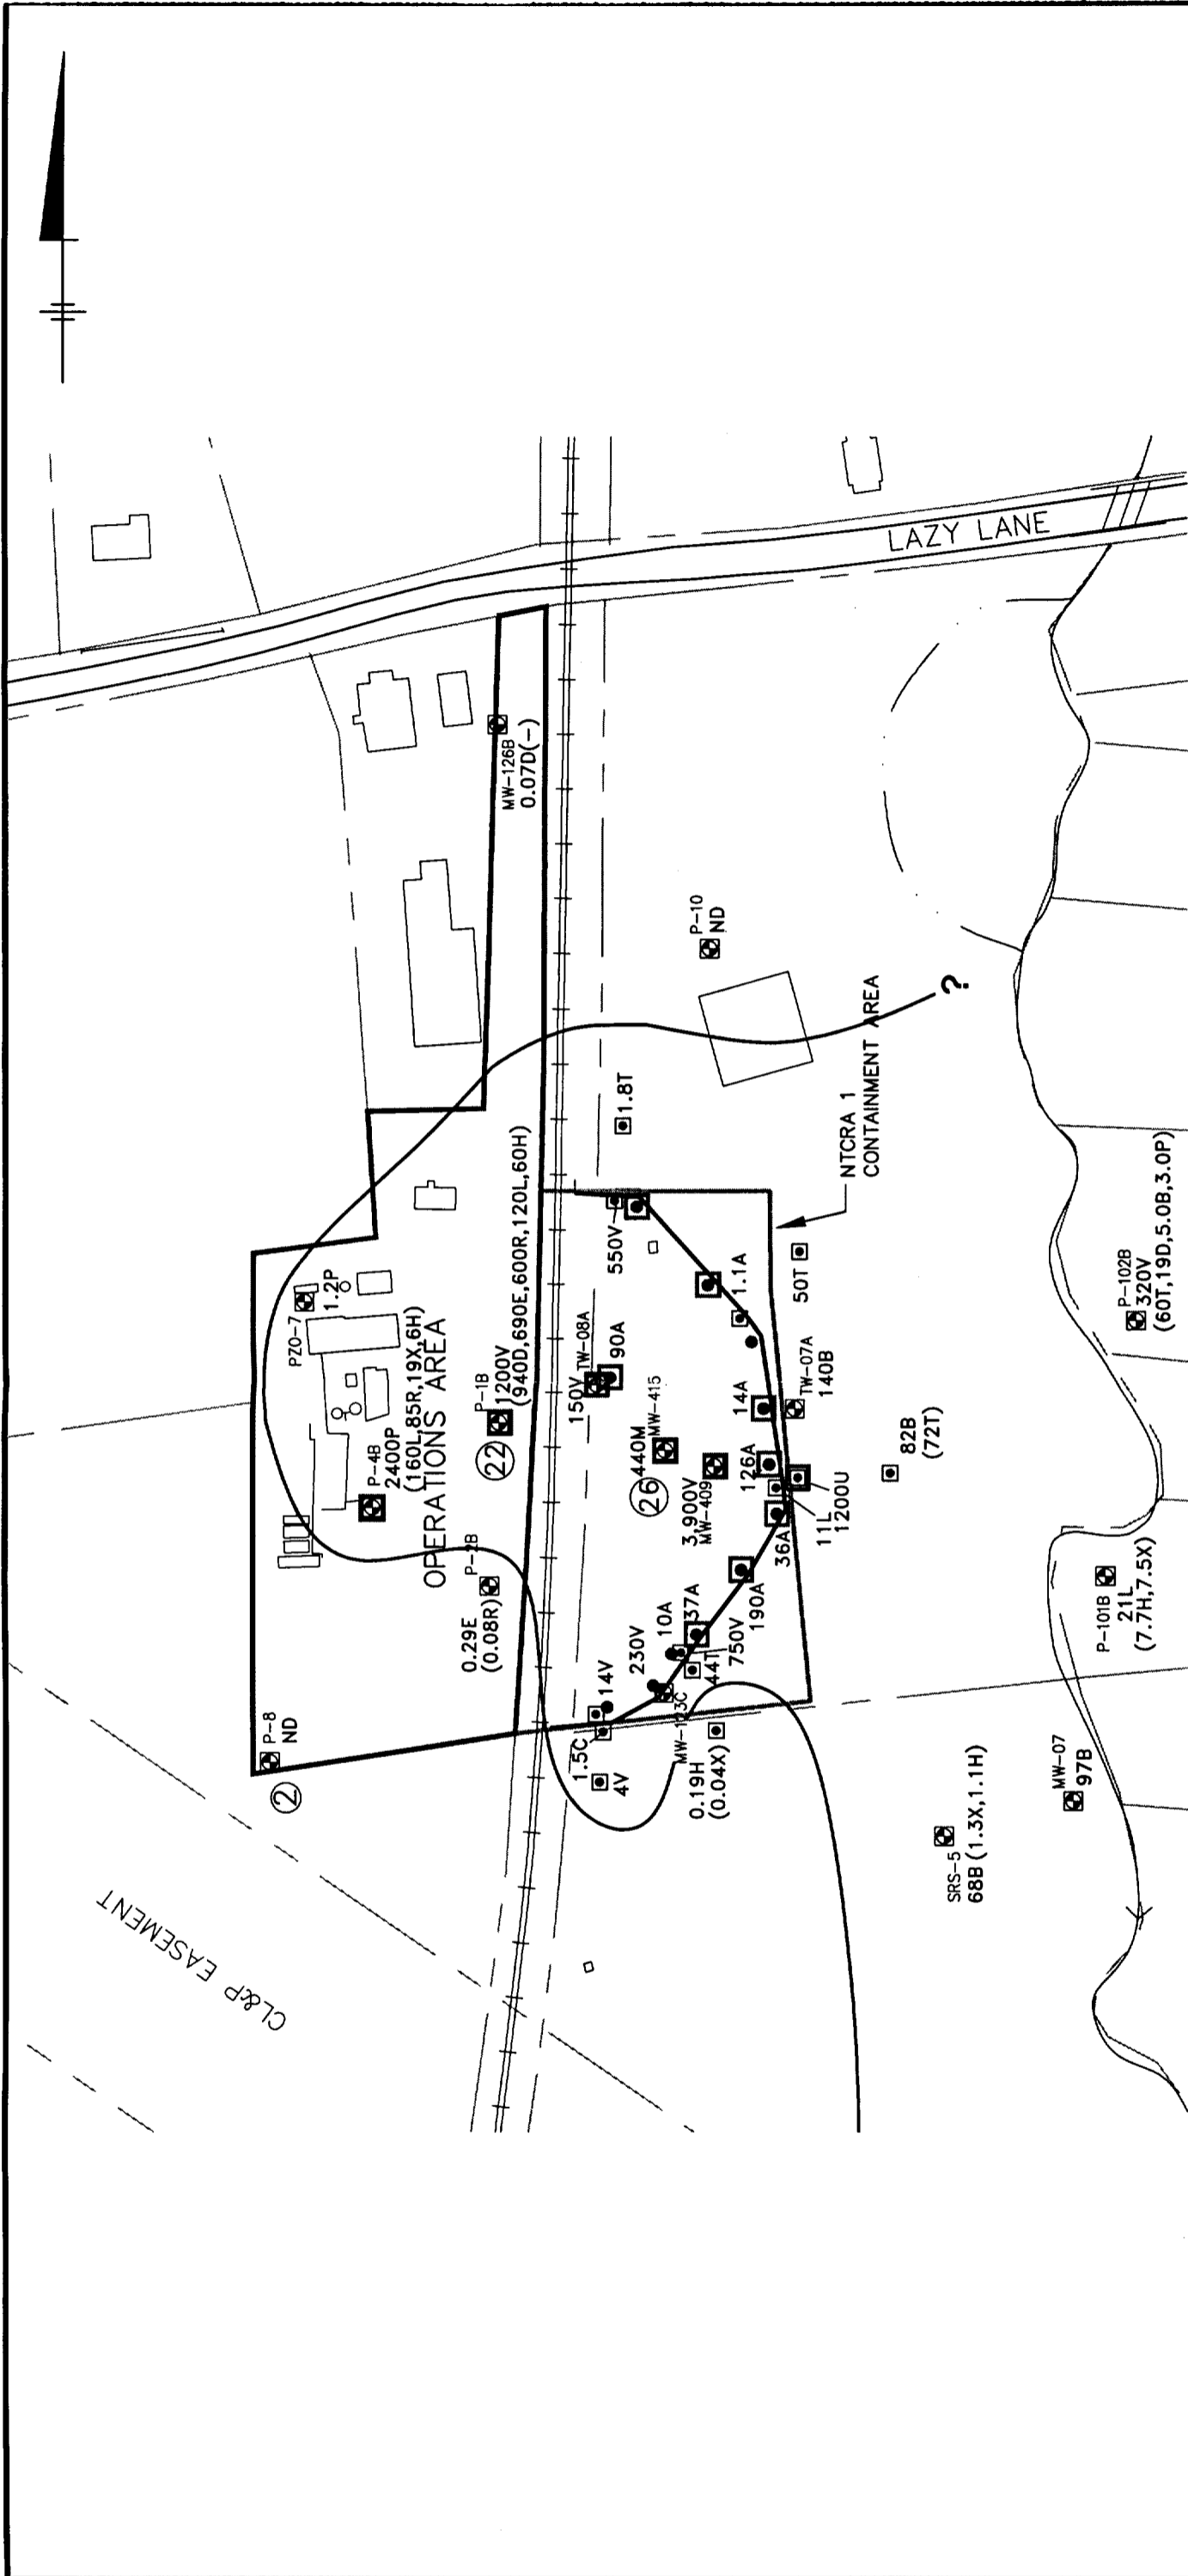 LAZY LANE
MW-126B
0.07D(-)
P-10
ND
?
NTCRA 1
CONTAINMENT AREA
1.8T
550V
1.1A
50T
PZO-7
1.2P
P-4B
2400P
(160L,85R,19X,6H)
OPERATIONS AREA
P-1B
1200V
(940D,690E,600R,120L,60H)
22
150V
TW-08A
90A
MW-415
440M
26
3,900V
MW-409
14A
TW-07A
140B
126A
36A
11L
1200U
82B
(72T)
P-102B
320V
(60T,19D,5.0B,3.0P)
P-2B
0.29E
(0.08R)
190A
37A
10A
750V
230V
44T
14V
MW-123C
0.19H
(0.04X)
1.5C
4V
P-8
ND
2
P-101B
21L
(7.7H,7.5X)
MW-07
97B
SRS-5
68B (1.3X,1.1H)
CL&P EASEMENT